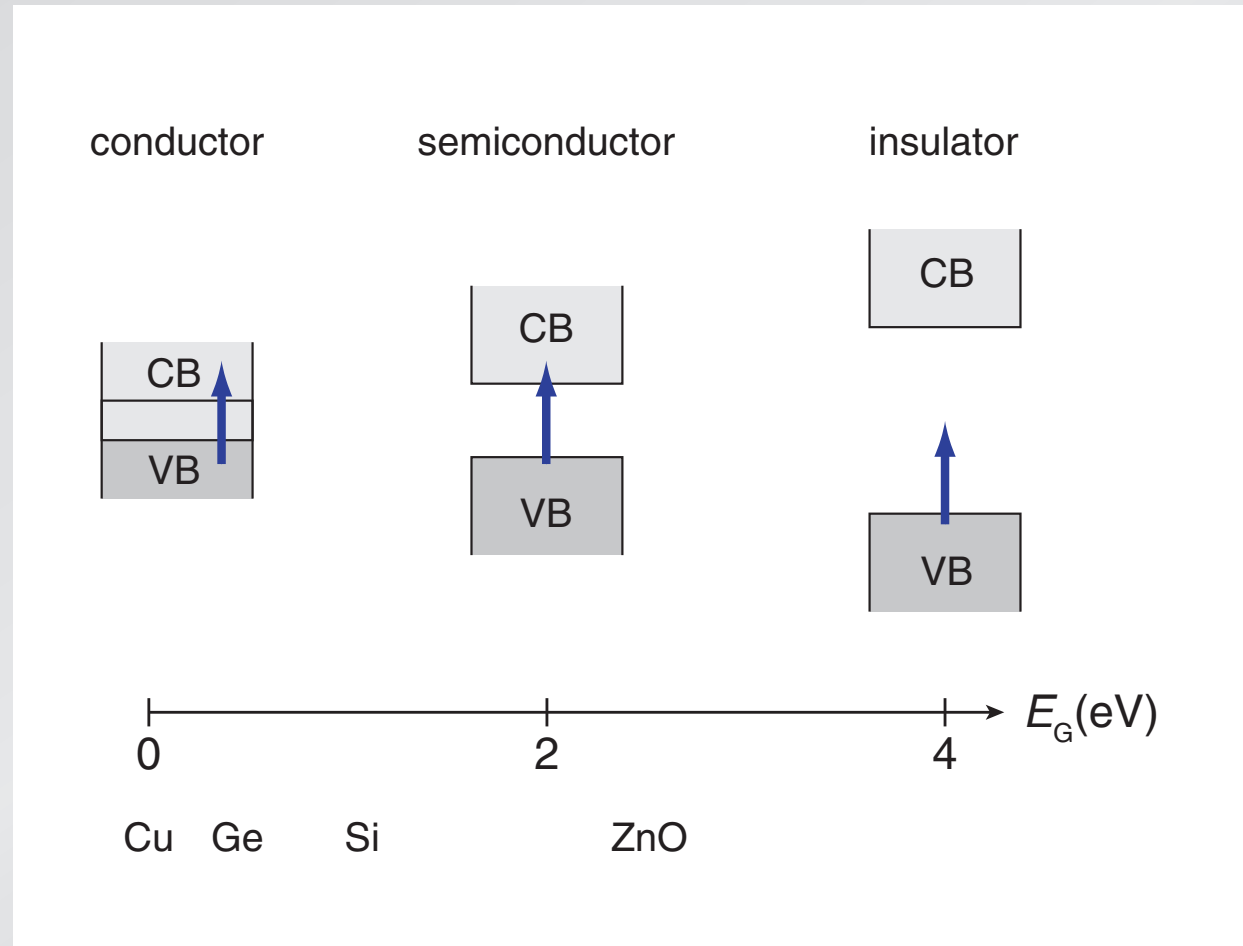 conductor semiconductor insulator
CB
CB
CB
VB
VB
VB
E_G(eV)
0 2 4
Cu Ge Si ZnO